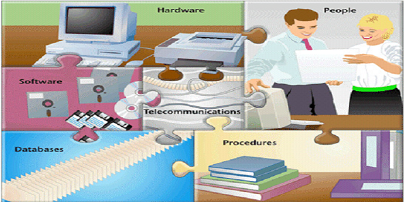 Hardware
People
Software
Telecommunications
Databases
Procedures